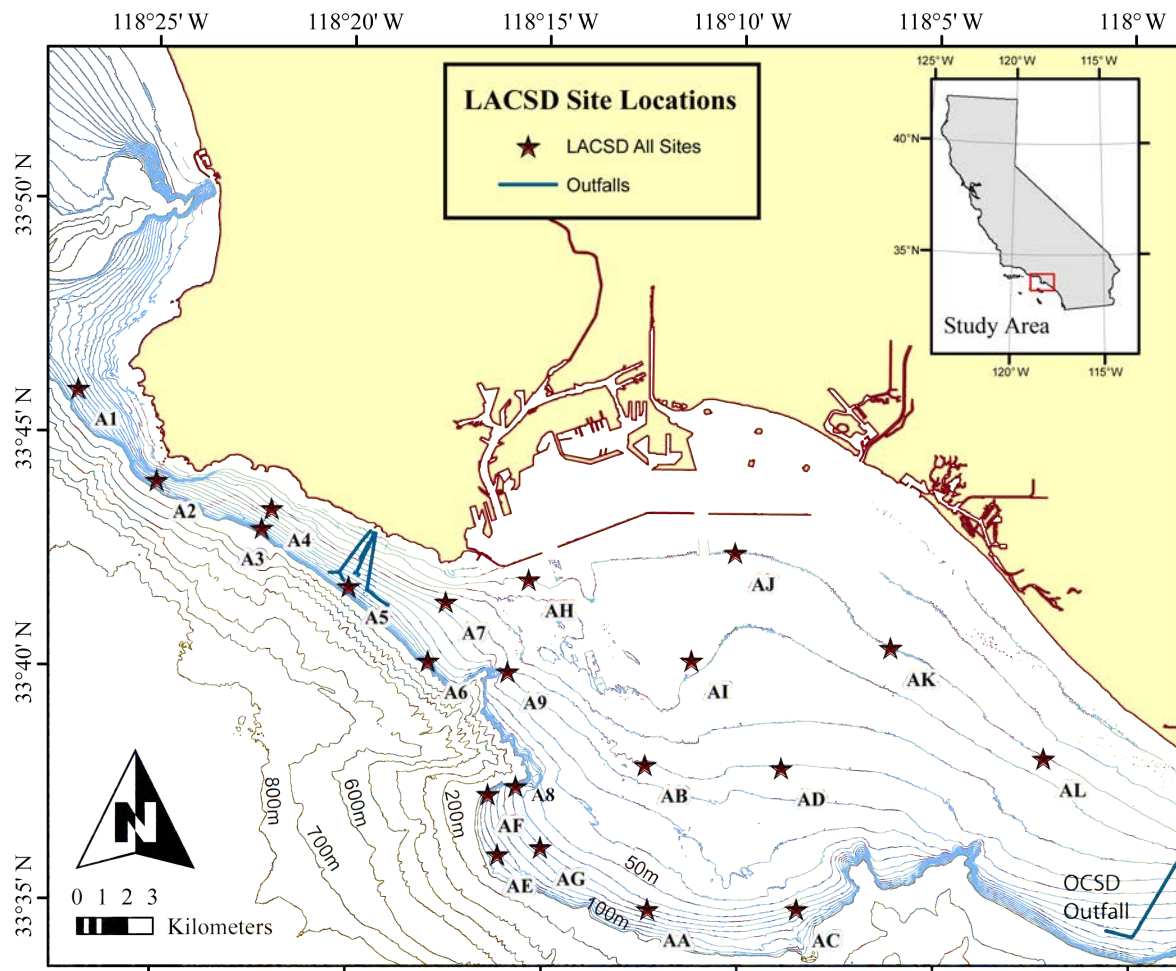 118°25' W 118°20' W 118°15' W 118°10' W 118°5' W 118°W
125°W 120°W 115°W
LACSD Site Locations
LACSD All Sites
Outfalls
40°N
35°N
Study Area
120°W 115°W
33°50' N
33°45' N
33°40' N
33°35' N
A1
A2
A4
A3
A5
A7
AH
AJ
A6
A9
AI
AK
AB
AD
AL
A8
AF
AE
AG
AA
AC
800m
700m
600m
200m
50m
100m
N
0 1 2 3
Kilometers
OCSD
Outfall